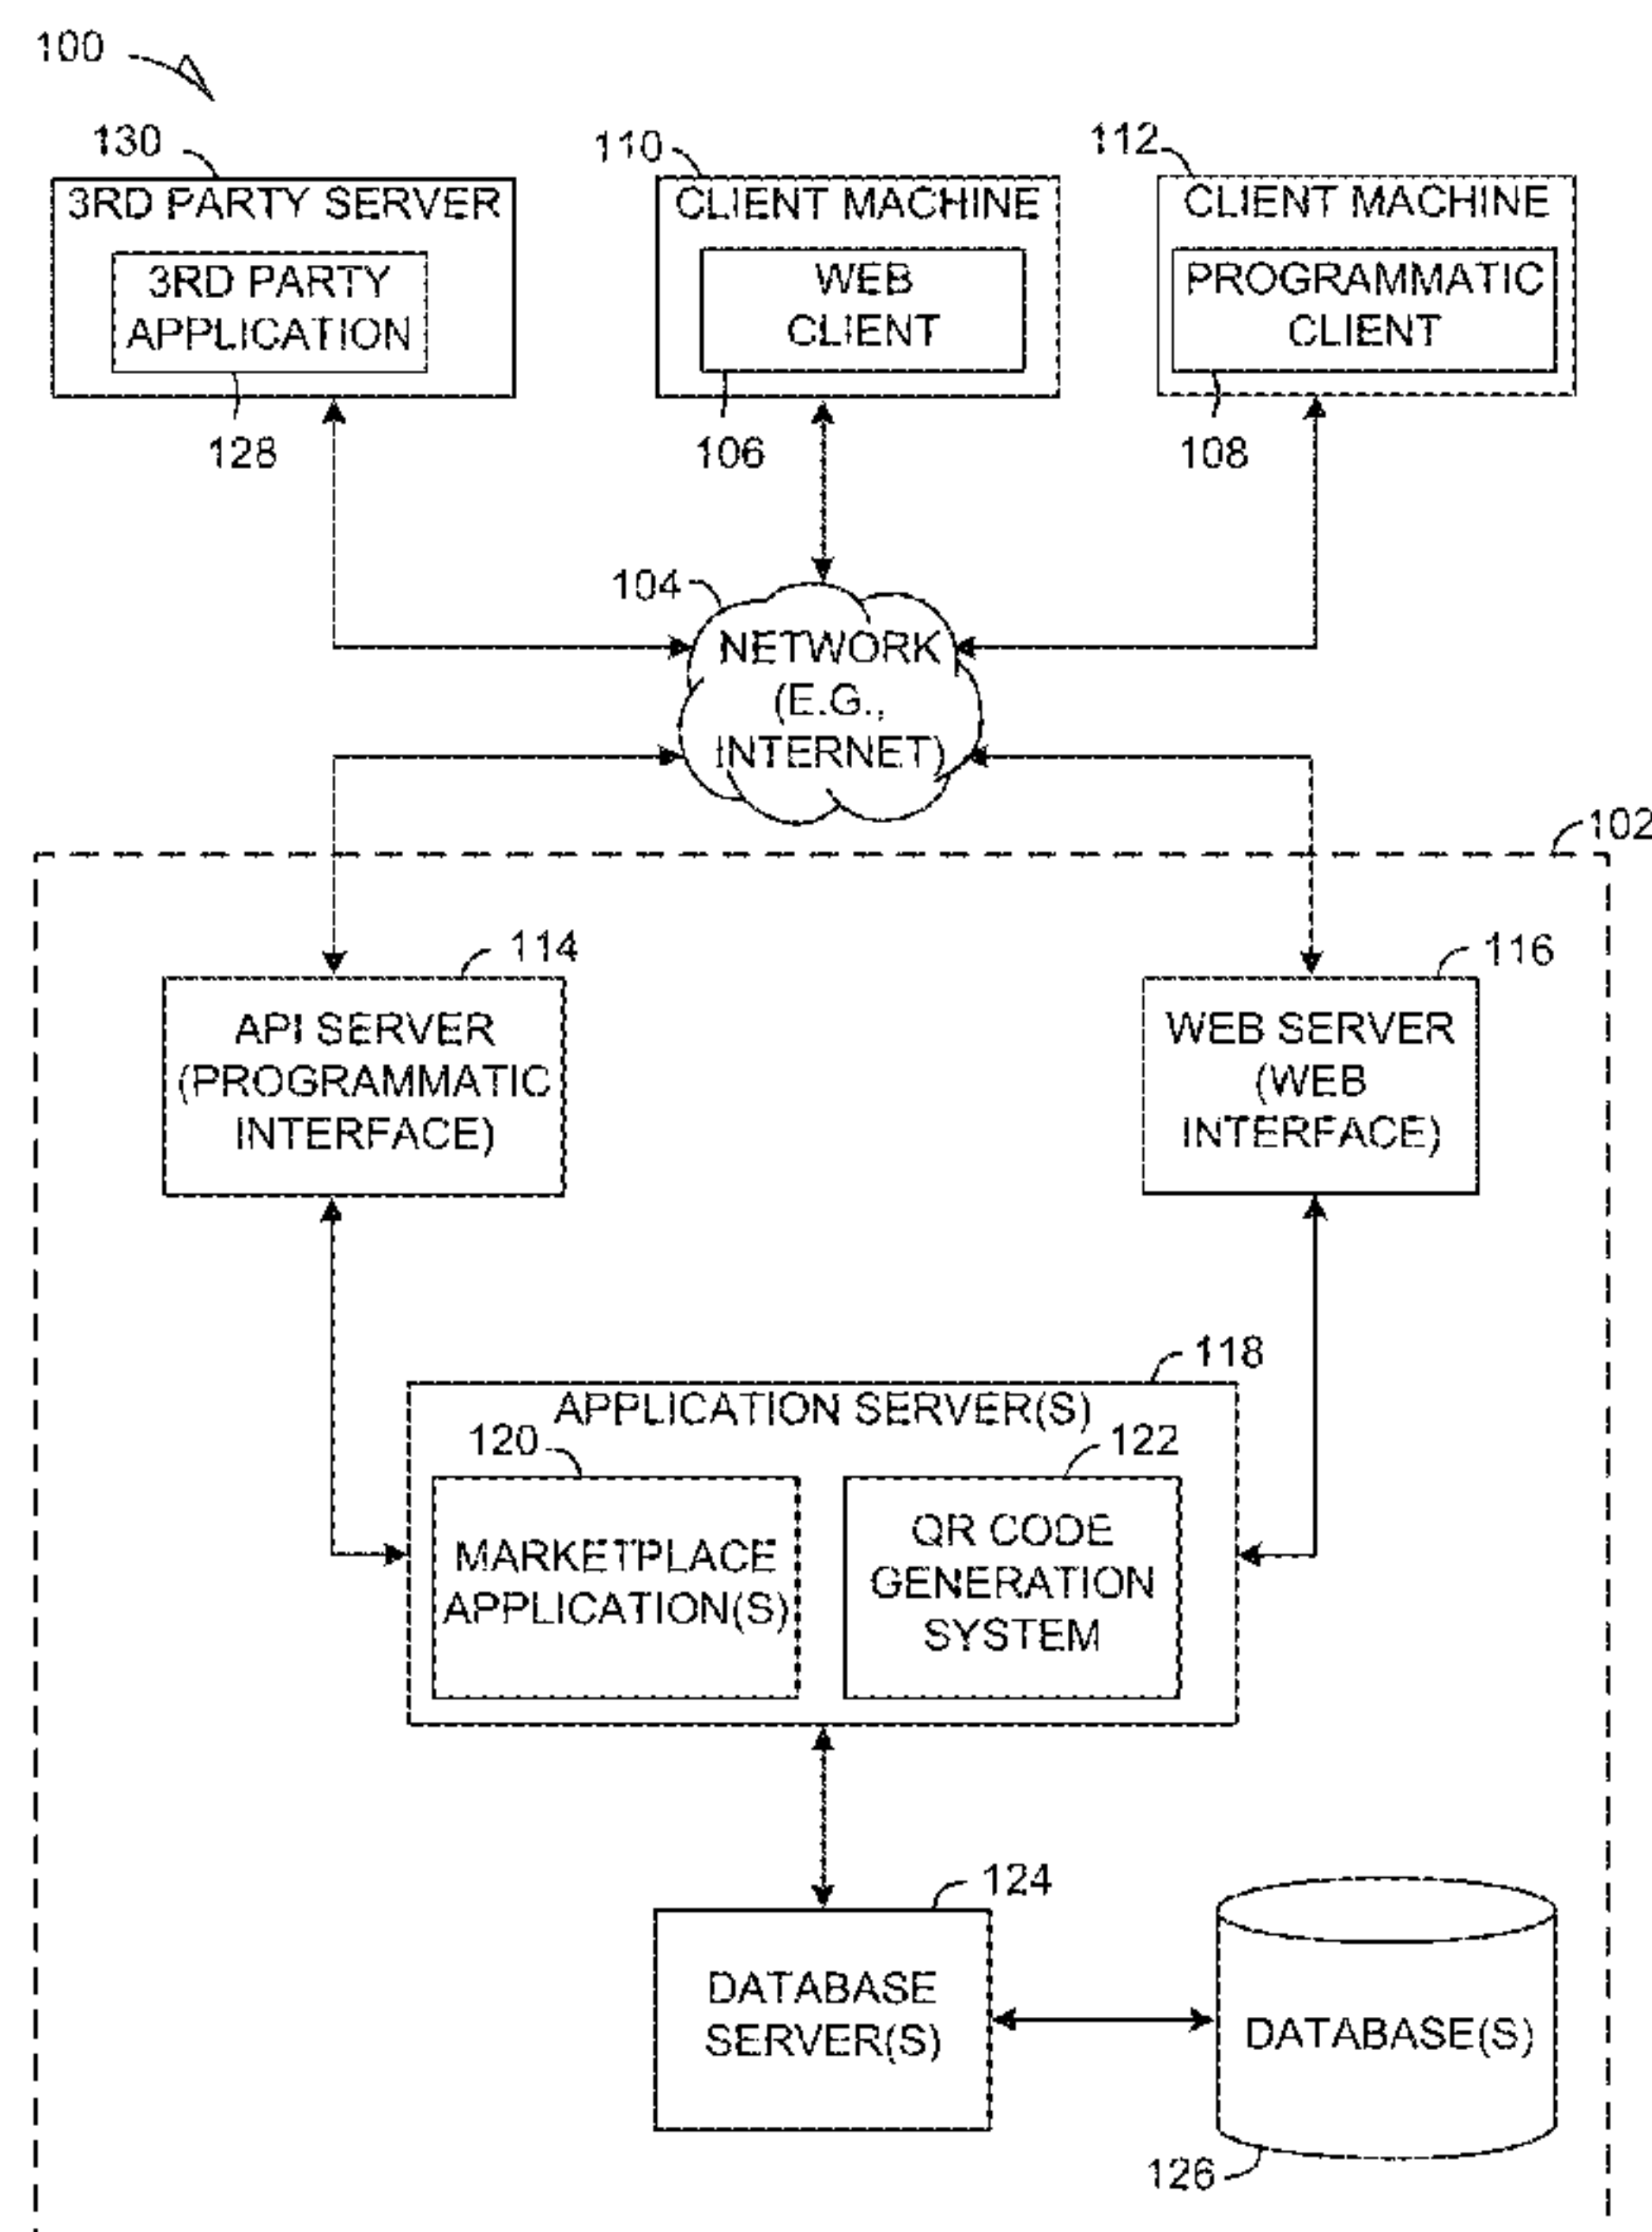 100
130
110
112
3RD PARTY SERVER
CLIENT MACHINE
CLIENT MACHINE
3RD PARTY
APPLICATION
WEB
CLIENT
PROGRAMMATIC
CLIENT
128
106
108
104
NETWORK
(E.G.,
INTERNET)
102
114
116
API SERVER
(PROGRAMMATIC
INTERFACE)
WEB SERVER
(WEB
INTERFACE)
118
APPLICATION SERVER(S)
120
122
MARKETPLACE
APPLICATION(S)
QR CODE
GENERATION
SYSTEM
124
DATABASE
SERVER(S)
DATABASE(S)
126